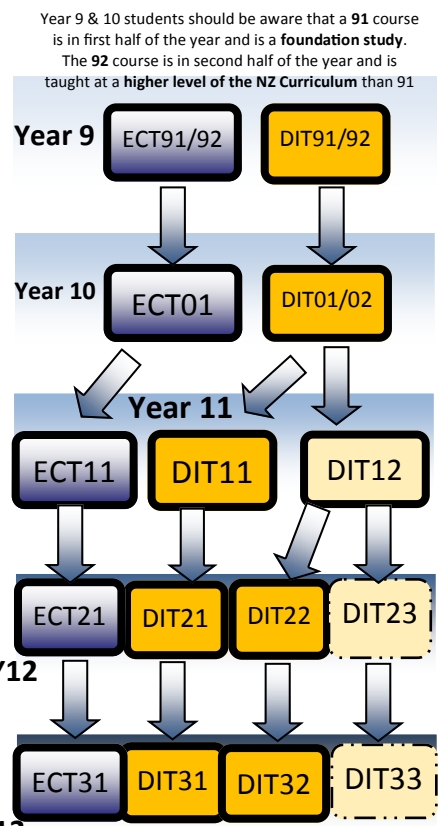 Year 9 & 10 students should be aware that a 91 course
is in first half of the year and is a foundation study.
The 92 course is in second half of the year and is
taught at a higher level of the NZ Curriculum than 91
Year 9
ECT91/92
DIT91/92
Year 10
ECT01
DIT01/02
Year 11
ECT11
DIT11
DIT12
ECT21
DIT21
DIT22
DIT23
Y12
ECT31
DIT31
DIT32
DIT33